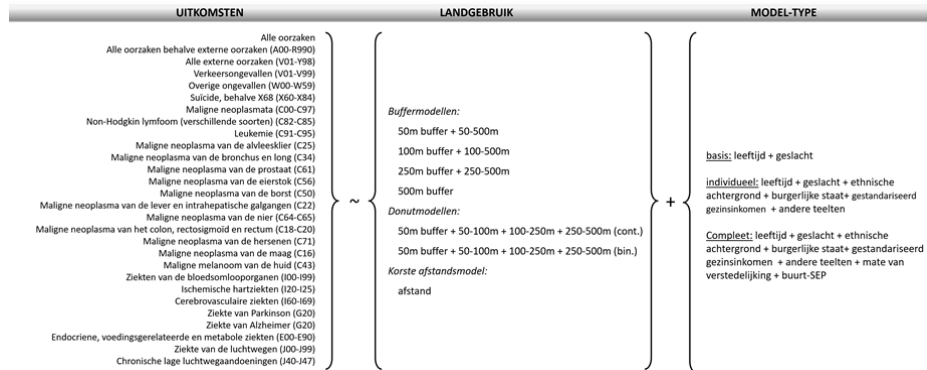 UITKOMSTEN
Alle oorzaken
Alle oorzaken behalve externe oorzaken (A00-R990)
Alle externe oorzaken (V01-Y98)
Verkeersongevallen (V01-V99)
Overige ongevallen (W00-W59)
Suïcide, behalve X68 (X60-X84)
Maligne neoplasmata (C00-C97)
Non-Hodgkin lymfoom (verschillende soorten) (C82-C85)
Leukemie (C91-C95)
Maligne neoplasma van de alvleesklier (C25)
Maligne neoplasma van de bronchus en long (C34)
Maligne neoplasma van de prostaat (C61)
Maligne neoplasma van de eierstok (C56)
Maligne neoplasma van de borst (C50)
Maligne neoplasma van de lever en intrahepatische galgangen (C22)
Maligne neoplasma van de nier (C64-C65)
Maligne neoplasma van het colon, rectosigmoid en rectum (C18-C20)
Maligne neoplasma van de hersenen (C71)
Maligne neoplasma van de maag (C16)
Maligne melanoom van de huid (C43)
Ziekten van de bloedsomlooporganen (I00-I99)
Ischemische hartziekten (I20-I25)
Cerebrovasculaire ziekten (I60-I69)
Ziekte van Parkinson (G20)
Ziekte van Alzheimer (G20)
Endocriene, voedingsgerelateerde en metabole ziekten (E00-E90)
Ziekte van de luchtwegen (J00-J99)
Chronische lage luchtwegaandoeningen (J40-J47)
~
LANDGEBRUIK
Buffermodellen:
50m buffer + 50-500m
100m buffer + 100-500m
250m buffer + 250-500m
500m buffer
Donutmodellen:
50m buffer + 50-100m + 100-250m + 250-500m (cont.)
50m buffer + 50-100m + 100-250m + 250-500m (bin.)
Korste afstandsmodel:
afstand
+
MODEL-TYPE
basis: leeftijd + geslacht
individueel: leeftijd + geslacht + ethnische
achtergrond + burgerlijke staat+ gestandariseerd
gezinsinkomen + andere teelten
Compleet: leeftijd + geslacht + ethnische
achtergrond + burgerlijke staat+ gestandariseerd
gezinsinkomen + andere teelten + mate van
verstedelijking + buurt-SEP